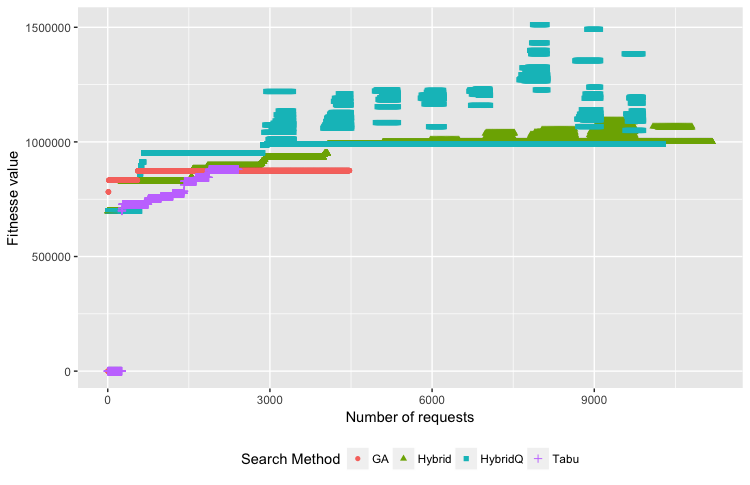 1500000
1000000
500000
0
Fitnesse value
0 3000 6000 9000
Number of requests
Search Method GA Hybrid HybridQ Tabu